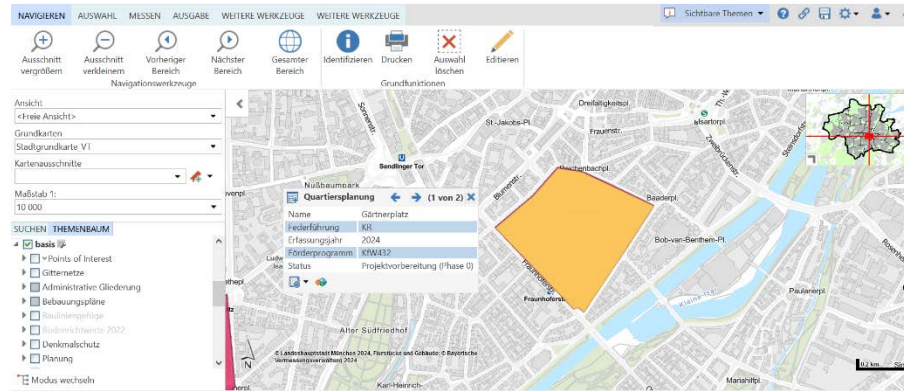 NAVIGIEREN AUSWAHL MESSEN AUSGABE WEITERE WERKZEUGE WEITERE WERKZEUGE
Sichtbare Themen
Ausschnitt vergrößern
Ausschnitt verkleinern
Vorheriger Bereich
Nächster Bereich
Gesamter Bereich
Identifizieren
Drucken
Auswahl löschen
Editieren
Navigationswerkzeuge
Grundfunktionen
Ansicht
<Freie Ansicht>
Grundkarten
Stadtgrundkarte VT
Kartenausschnitte
Maßstab 1:
10 000
SUCHEN THEMENBAUM
basis
Points of Interest
Gitternetze
Administrative Gliederung
Bebauungspläne
Bauliniengefüge
Bodenrichtwerte 2022
Denkmalschutz
Planung
Modus wechseln
Sonnenstr.
St.-Jakobs-Pl.
Dreifaltigkeitspl.
Frauenstr.
Isartorpl.
Zweibrückenstr.
Sendlinger Tor
Nußbaumpark
Blumenstr.
Reichenbachpl.
Baaderpl.
Bob-van-Benthem-Pl.
Quartiersplanung (1 von 2)
Name Gärtnerplatz
Federführung KR
Erfassungsjahr 2024
Förderprogramm KfW432
Status Projektvorbereitung (Phase 0)
Fraunhoferstr.
Kleine Isar
Paulanerpl.
Alter Südfriedhof
© Landeshauptstadt München 2024, Flurstücke und Gebäude: © Bayerische
Vermessungsverwaltung 2024
N
Karl-Heinrich-
Mariahilfpl.
0.2 km